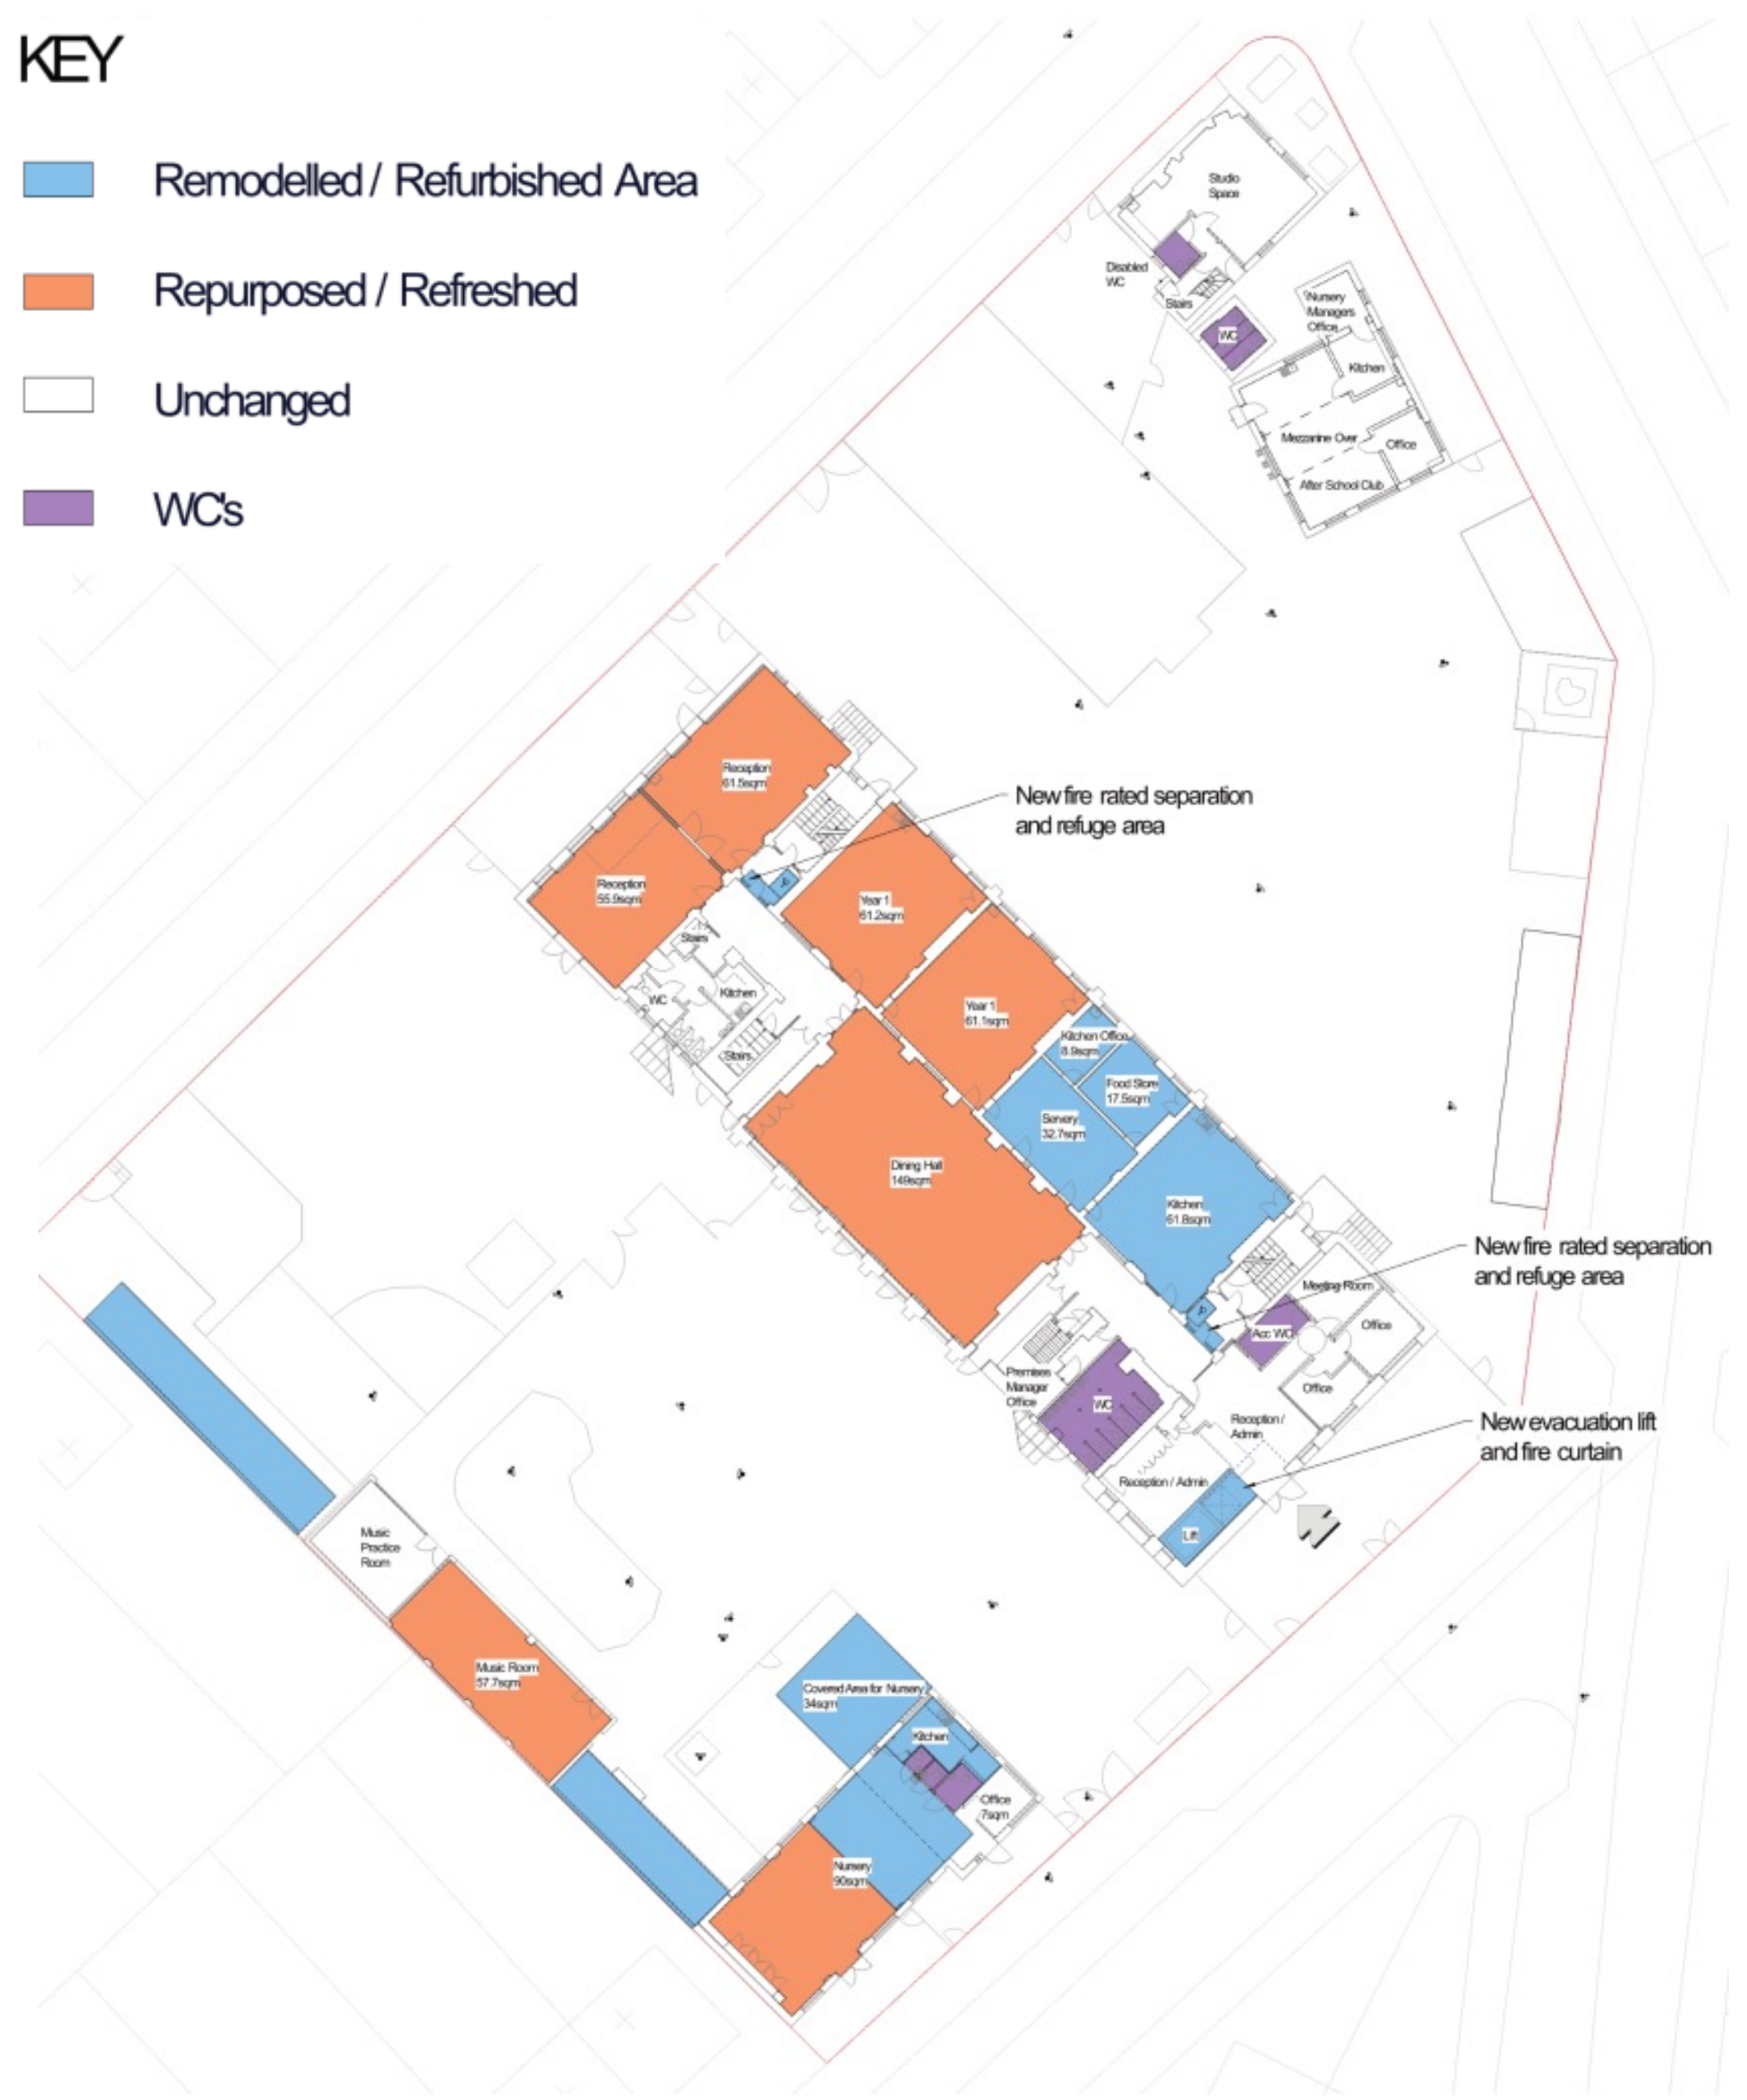 KEY
Remodelled / Refurbished Area
Repurposed / Refreshed
Unchanged
WC's
Studio
Space
Disabled
WC
Stairs
WC
Nursery
Managers
Office
Kitchen
Mezzanine Over
Office
After School Club
Reception
61.5sqm
New fire rated separation
and refuge area
Reception
55.9sqm
Year 1
61.2sqm
Stairs
WC
Kitchen
Year 1
61.1sqm
Stairs
Kitchen Office
8.9sqm
Food Store
17.5sqm
Servery
32.7sqm
Dining Hall
149sqm
Kitchen
61.8sqm
New fire rated separation
and refuge area
Meeting Room
Acc WC
Office
Premises
Manager
Office
Office
WC
Reception /
Admin
New evacuation lift
and fire curtain
Reception / Admin
Lift
Music
Practice
Room
Music Room
57.7sqm
Covered Area for Nursery
34sqm
Kitchen
Office
7sqm
Nursery
90sqm